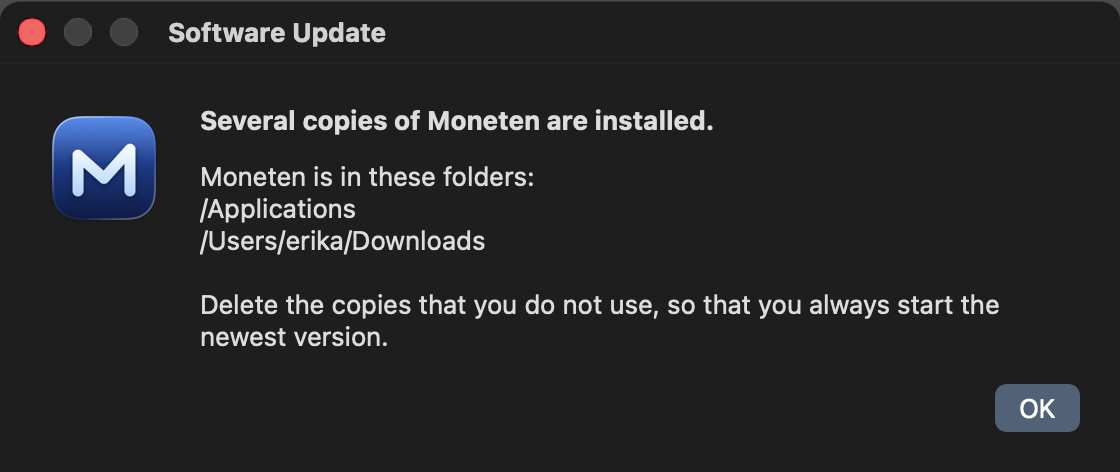 Software Update
Several copies of Moneten are installed.
Moneten is in these folders:
/Applications
/Users/erika/Downloads
Delete the copies that you do not use, so that you always start the
newest version.
OK